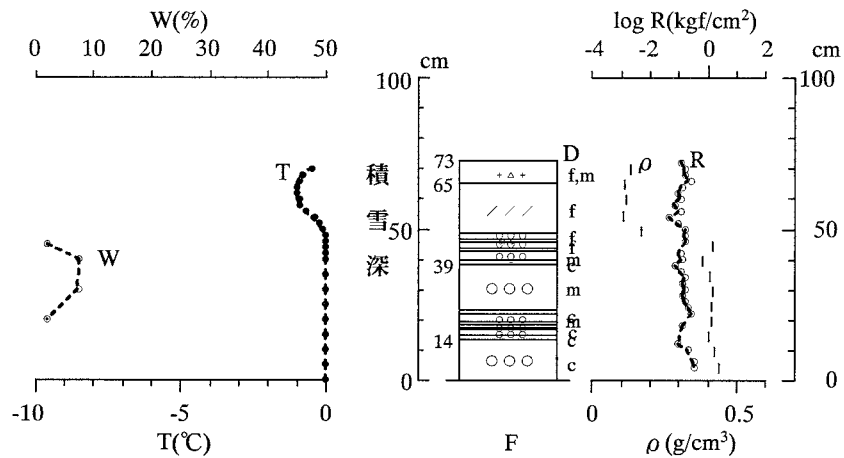 W(%)
0 10 20 30 40 50
cm
100
50
0
T
W
-10 -5 0
T(℃)
積雪深
73
65
39
14
D
f,m
f
f
f
m
c
m
c
m
c
c
c
F
log R(kgf/cm²)
-4 -2 0 2
cm
100
50
0
ρ
R
0 0.5 1
ρ (g/cm³)